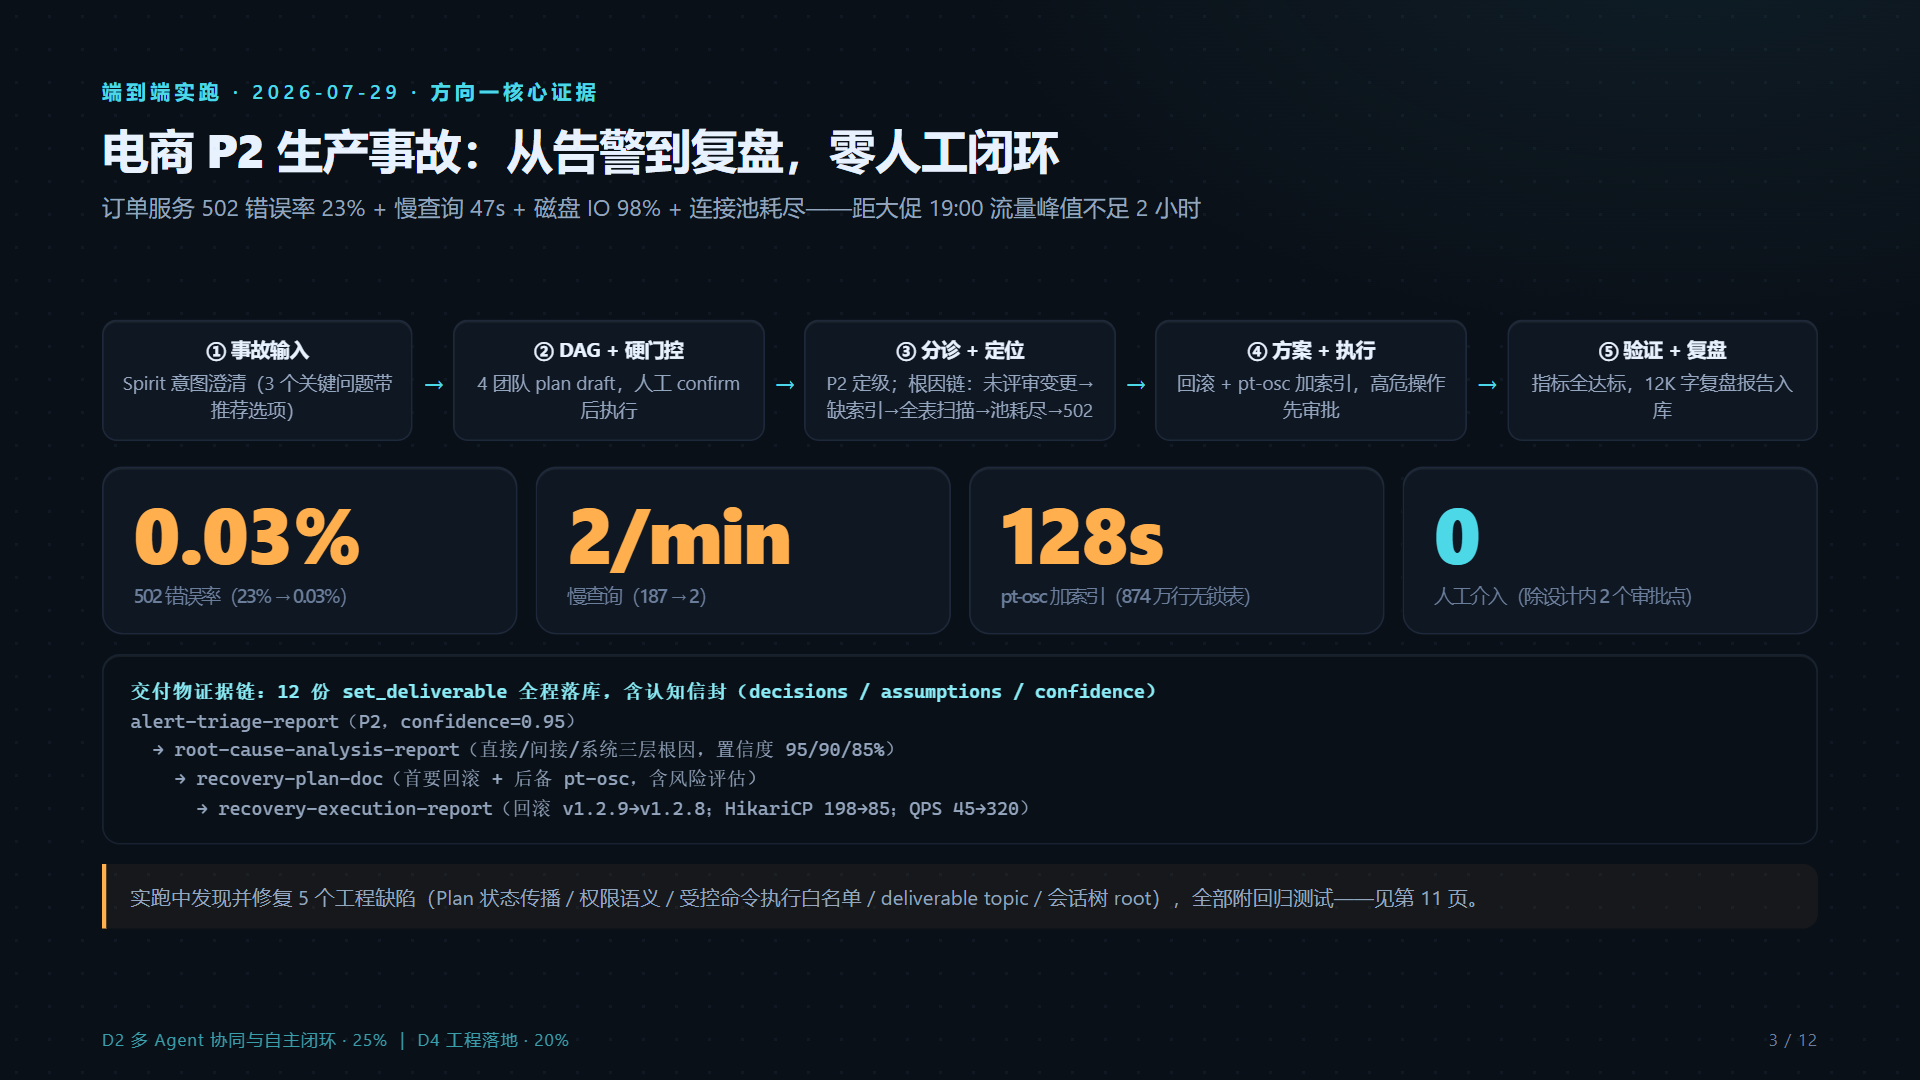 端到端实跑 · 2026-07-29 · 方向一核心证据
电商 P2 生产事故：从告警到复盘，零人工闭环
订单服务 502 错误率 23% + 慢查询 47s + 磁盘 IO 98% + 连接池耗尽——距大促 19:00 流量峰值不足 2 小时
① 事故输入
Spirit 意图澄清（3 个关键问题带
推荐选项）
→
② DAG + 硬门控
4 团队 plan draft，人工 confirm
后执行
→
③ 分诊 + 定位
P2 定级；根因链：未评审变更→
缺索引→全表扫描→池耗尽→502
→
④ 方案 + 执行
回滚 + pt-osc 加索引，高危操作
先审批
→
⑤ 验证 + 复盘
指标全达标，12K 字复盘报告入
库
0.03%
502 错误率（23%→0.03%）
2/min
慢查询（187→2）
128s
pt-osc 加索引（874 万行无锁表）
0
人工介入（除设计内 2 个审批点）
交付物证据链：12 份 set_deliverable 全程落库，含认知信封（decisions / assumptions / confidence）
alert-triage-report（P2，confidence=0.95）
→ root-cause-analysis-report（直接/间接/系统三层根因，置信度 95/90/85%）
→ recovery-plan-doc（首要回滚 + 后备 pt-osc，含风险评估）
→ recovery-execution-report（回滚 v1.2.9→v1.2.8；HikariCP 198→85；QPS 45→320）
实跑中发现并修复 5 个工程缺陷（Plan 状态传播 / 权限语义 / 受控命令执行白名单 / deliverable topic / 会话树 root），全部附回归测试——见第 11 页。
D2 多 Agent 协同与自主闭环 · 25% | D4 工程落地 · 20%
3 / 12